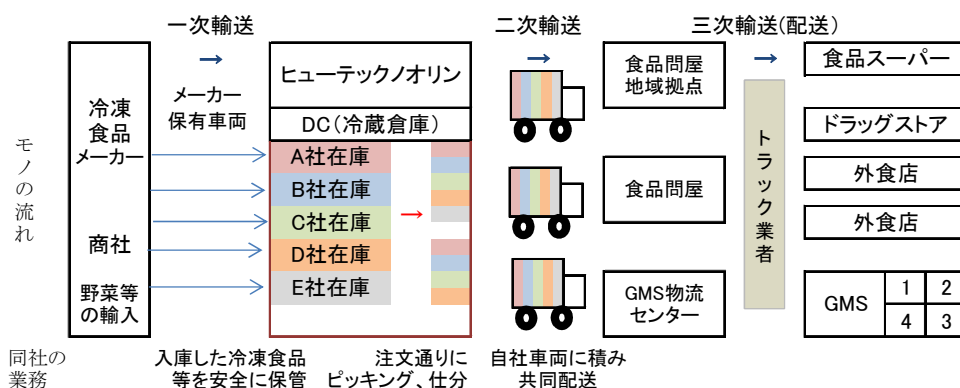 一次輸送
二次輸送
三次輸送(配送)
→
→
→
モノの流れ
冷凍
食品
メーカー
商社
野菜等
の輸入
メーカー
保有車両
ヒューテックノオリン
DC(冷蔵倉庫)
A社在庫
B社在庫
C社在庫
D社在庫
E社在庫
→
食品問屋
地域拠点
食品問屋
GMS物流
センター
トラック業者
食品スーパー
ドラッグストア
外食店
外食店
GMS
1 2
4 3
同社の
業務
入庫した冷凍食品
等を安全に保管
注文通りに
ピッキング、仕分
自社車両に積み
共同配送